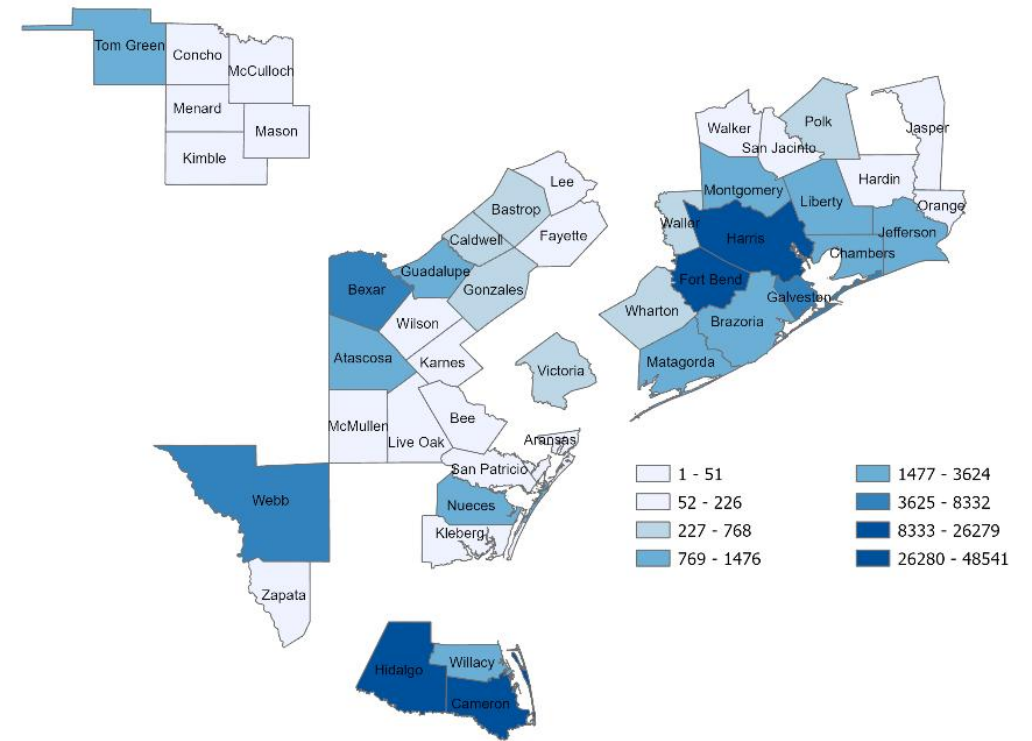 Tom Green
Concho
McCulloch
Menard
Mason
Kimble
Walker
San Jacinto
Polk
Jasper
Hardin
Orange
Montgomery
Liberty
Waller
Harris
Jefferson
Chambers
Fort Bend
Galveston
Wharton
Brazoria
Matagorda
Lee
Bastrop
Fayette
Caldwell
Guadalupe
Gonzales
Bexar
Wilson
Atascosa
Karnes
Victoria
McMullen
Live Oak
Bee
Aransas
San Patricio
Nueces
Kleberg
Webb
Zapata
Hidalgo
Willacy
Cameron
1 - 51
52 - 226
227 - 768
769 - 1476
1477 - 3624
3625 - 8332
8333 - 26279
26280 - 48541